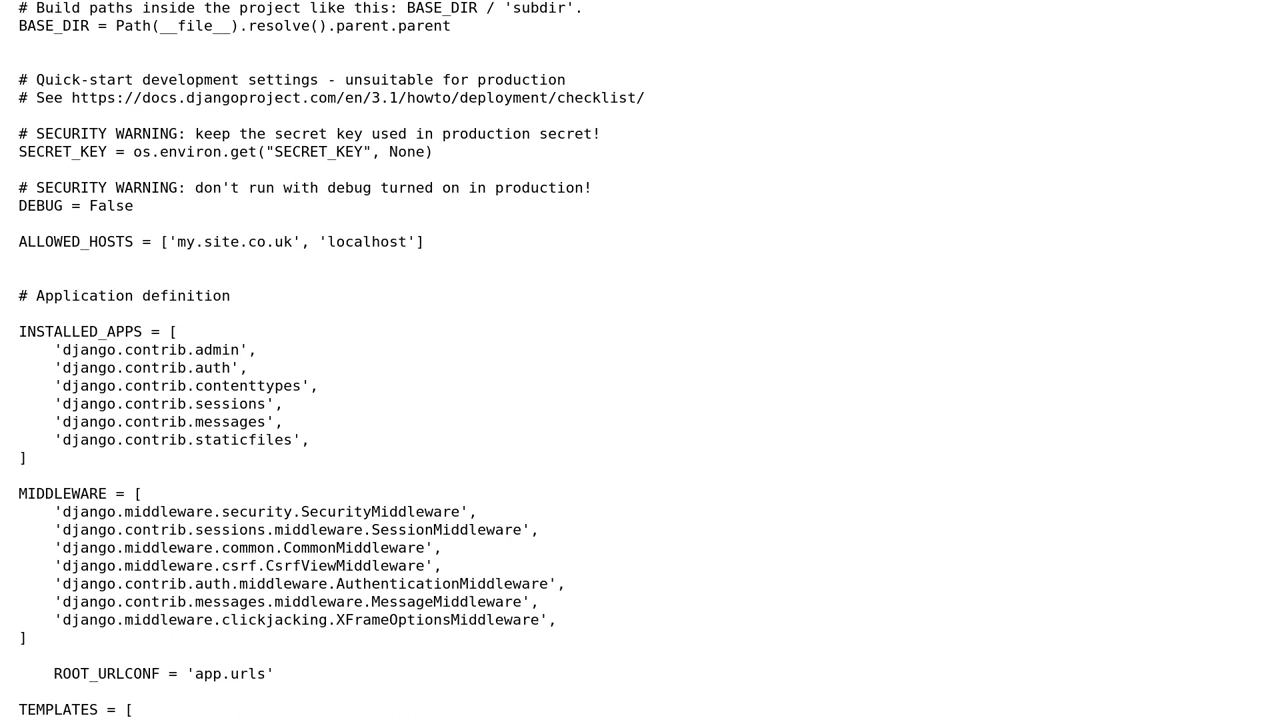 # Build paths inside the project like this: BASE_DIR / 'subdir'.
BASE_DIR = Path(__file__).resolve().parent.parent
# Quick-start development settings - unsuitable for production
# See https://docs.djangoproject.com/en/3.1/howto/deployment/checklist/
# SECURITY WARNING: keep the secret key used in production secret!
SECRET_KEY = os.environ.get("SECRET_KEY", None)
# SECURITY WARNING: don't run with debug turned on in production!
DEBUG = False
ALLOWED_HOSTS = ['my.site.co.uk', 'localhost']
# Application definition
INSTALLED_APPS = [
    'django.contrib.admin',
    'django.contrib.auth',
    'django.contrib.contenttypes',
    'django.contrib.sessions',
    'django.contrib.messages',
    'django.contrib.staticfiles',
]
MIDDLEWARE = [
    'django.middleware.security.SecurityMiddleware',
    'django.contrib.sessions.middleware.SessionMiddleware',
    'django.middleware.common.CommonMiddleware',
    'django.middleware.csrf.CsrfViewMiddleware',
    'django.contrib.auth.middleware.AuthenticationMiddleware',
    'django.contrib.messages.middleware.MessageMiddleware',
    'django.middleware.clickjacking.XFrameOptionsMiddleware',
]
    ROOT_URLCONF = 'app.urls'
TEMPLATES = [